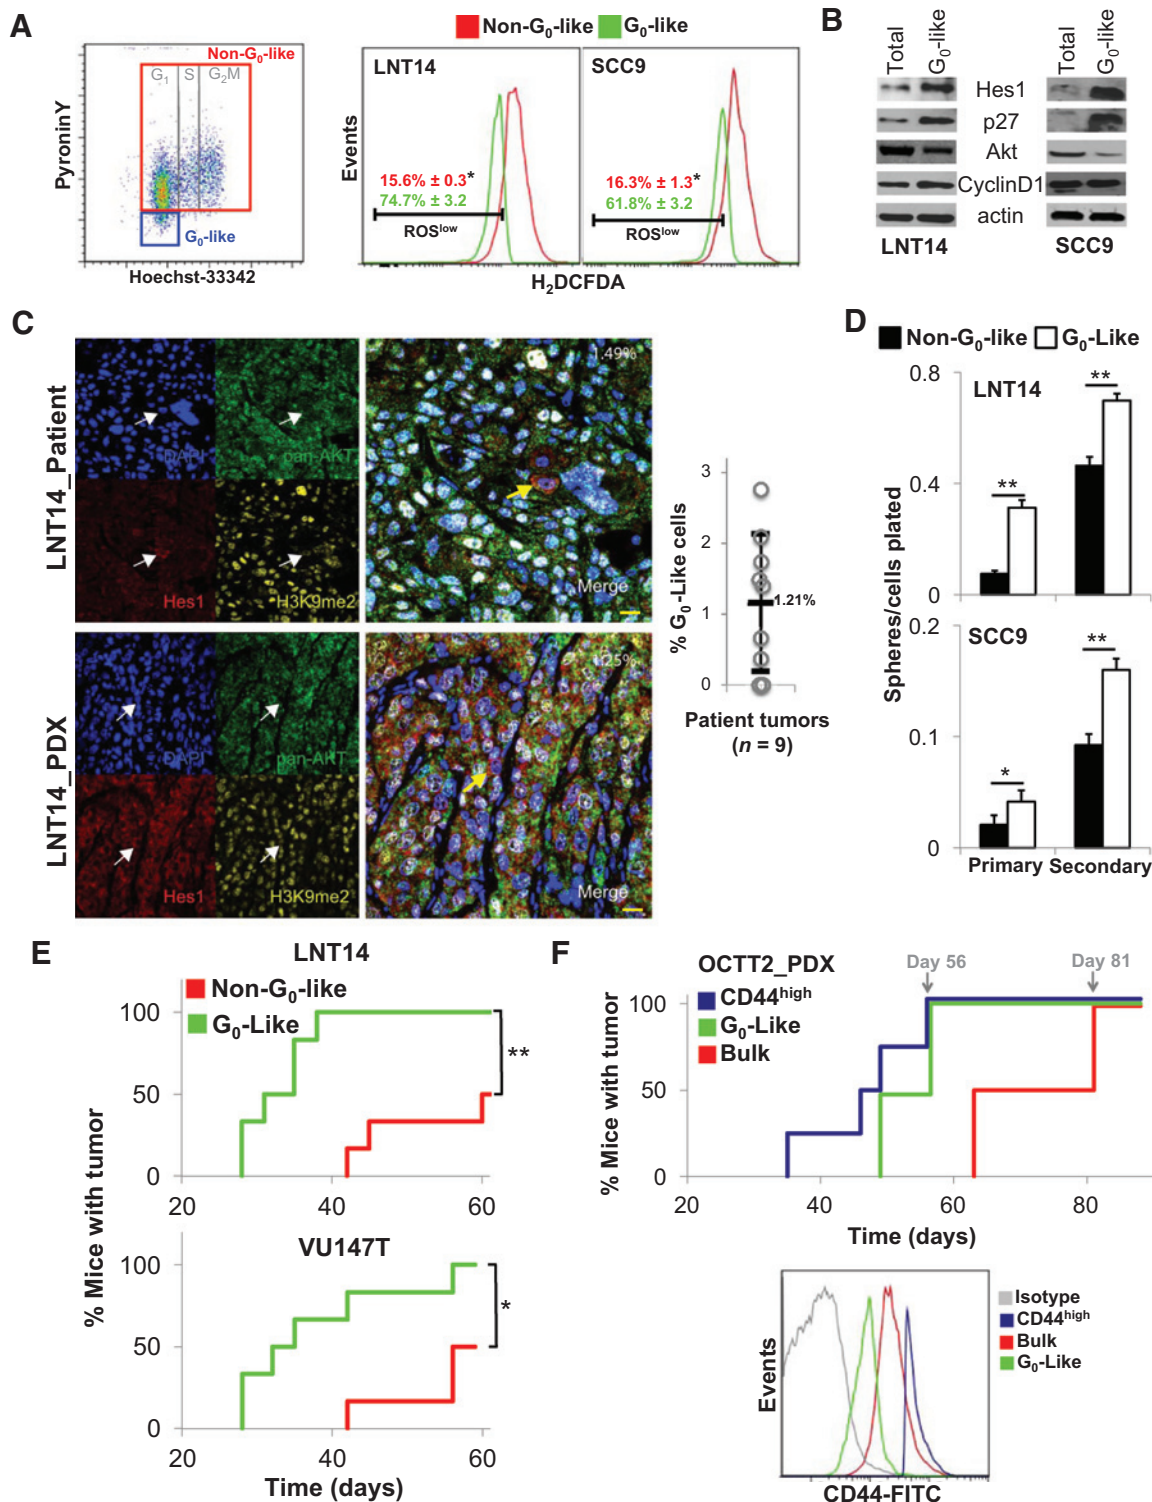 A
Non-G0-like G0-like
Non-G0-like
G1 S G2M
PyroninY
G0-like
Hoechst-33342
Events
LNT14
15.6% ± 0.3*
74.7% ± 3.2
ROSlow
SCC9
16.3% ± 1.3*
61.8% ± 3.2
ROSlow
H2DCFDA
B
Total G0-like Total G0-like
Hes1
p27
Akt
CyclinD1
actin
LNT14 SCC9
C
LNT14_Patient
DAPI pan-AKT
Hes1 H3K9me2
1.49%
Merge
LNT14_PDX
DAPI pan-AKT
Hes1 H3K9me2
1.25%
Merge
% G0-Like cells
3
2
1
0
1.21%
Patient tumors
(n = 9)
D
Non-G0-like G0-Like
Spheres/cells plated
LNT14
0.8
0.4
0
** **
SCC9
0.2
0.1
0
* **
Primary Secondary
E
LNT14
Non-G0-like
G0-Like
% Mice with tumor
100
50
0
**
20 40 60
VU147T
100
50
0
*
20 40 60
Time (days)
F
OCTT2_PDX
Day 56 Day 81
CD44high
G0-Like
Bulk
% Mice with tumor
100
50
0
20 40 60 80
Time (days)
Events
Isotype
CD44high
Bulk
G0-Like
CD44-FITC